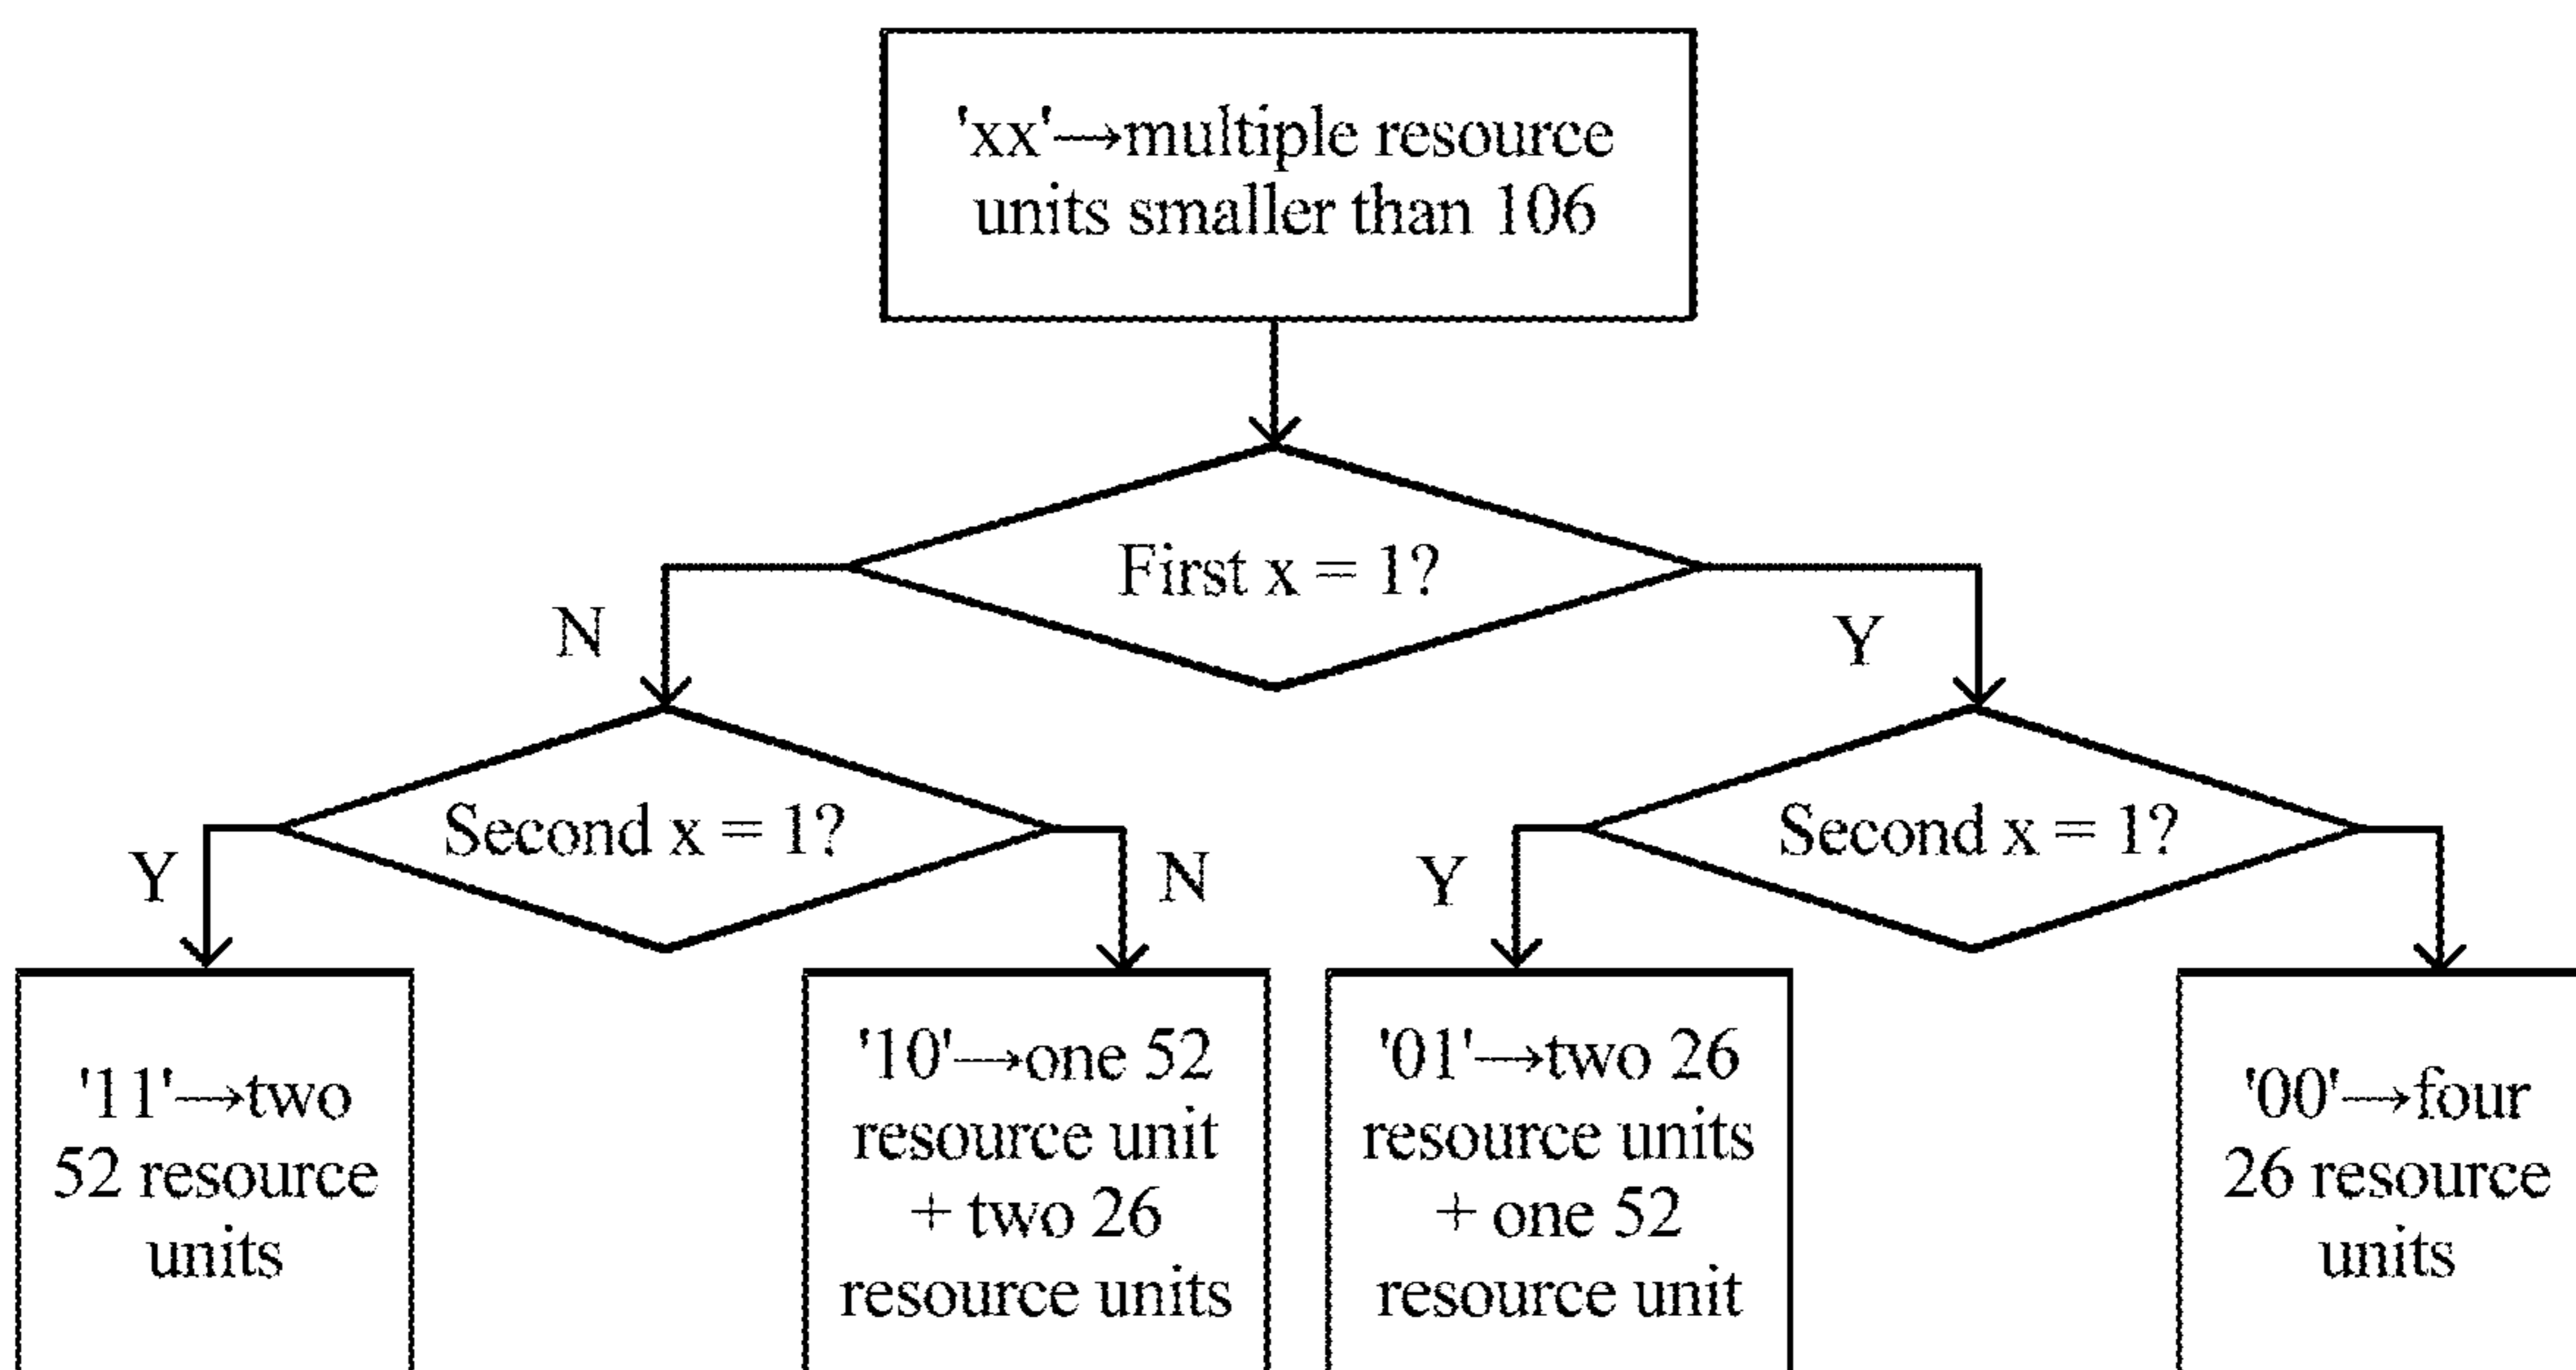 'xx'→multiple resource
units smaller than 106
First x = 1?
N
Y
Second x = 1?
Second x = 1?
Y
N
Y
'11'→two
52 resource
units
'10'→one 52
resource unit
+ two 26
resource units
'01'→two 26
resource units
+ one 52
resource unit
'00'→four
26 resource
units